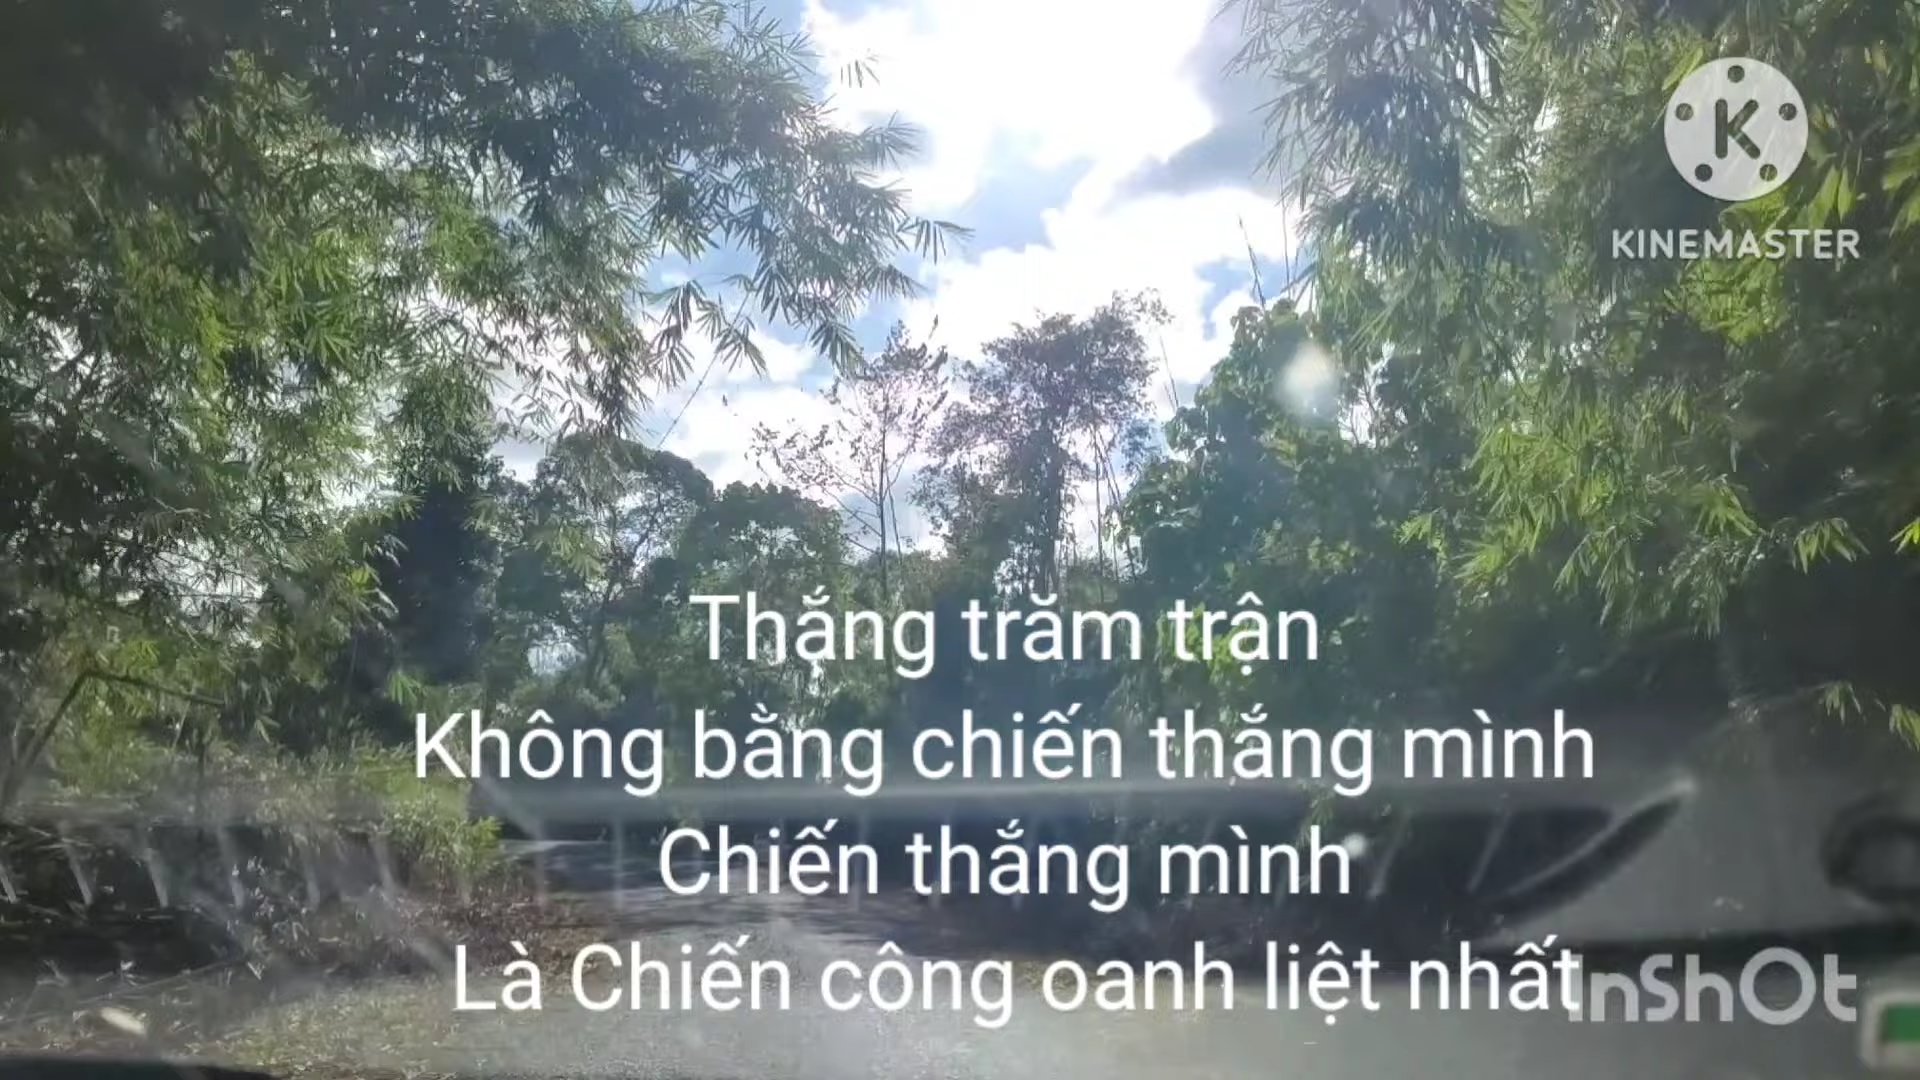 K
KINEMASTER
Thắng trăm trận
Không bằng chiến thắng mình
Chiến thắng mình
Là Chiến công oanh liệt nhất
InShOt